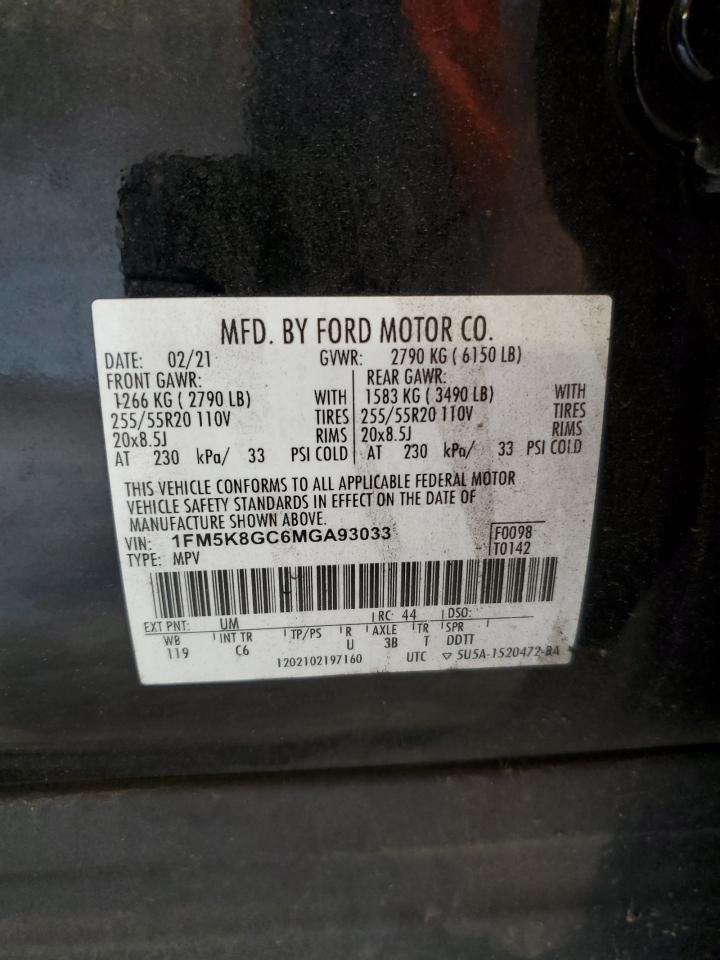 MFD. BY FORD MOTOR CO.
DATE: 02/21 GVWR: 2790 KG ( 6150 LB)
FRONT GAWR: REAR GAWR:
1266 KG ( 2790 LB) WITH 1583 KG ( 3490 LB) WITH
255/55R20 110V TIRES 255/55R20 110V TIRES
20x8.5J RIMS 20x8.5J RIMS
AT 230 kPa/ 33 PSI COLD AT 230 kPa/ 33 PSI COLD
THIS VEHICLE CONFORMS TO ALL APPLICABLE FEDERAL MOTOR
VEHICLE SAFETY STANDARDS IN EFFECT ON THE DATE OF
MANUFACTURE SHOWN ABOVE.
VIN: 1FM5K8GC6MGA93033 F0098
TYPE: MPV T0142
EXT PNT: UM RC: 44 DSO:
WB INT TR TP/PS R AXLE TR SPR
119 C6 U 3B T DDTT
1202102197160 UTC ▽ 5U5A-1520472-BA